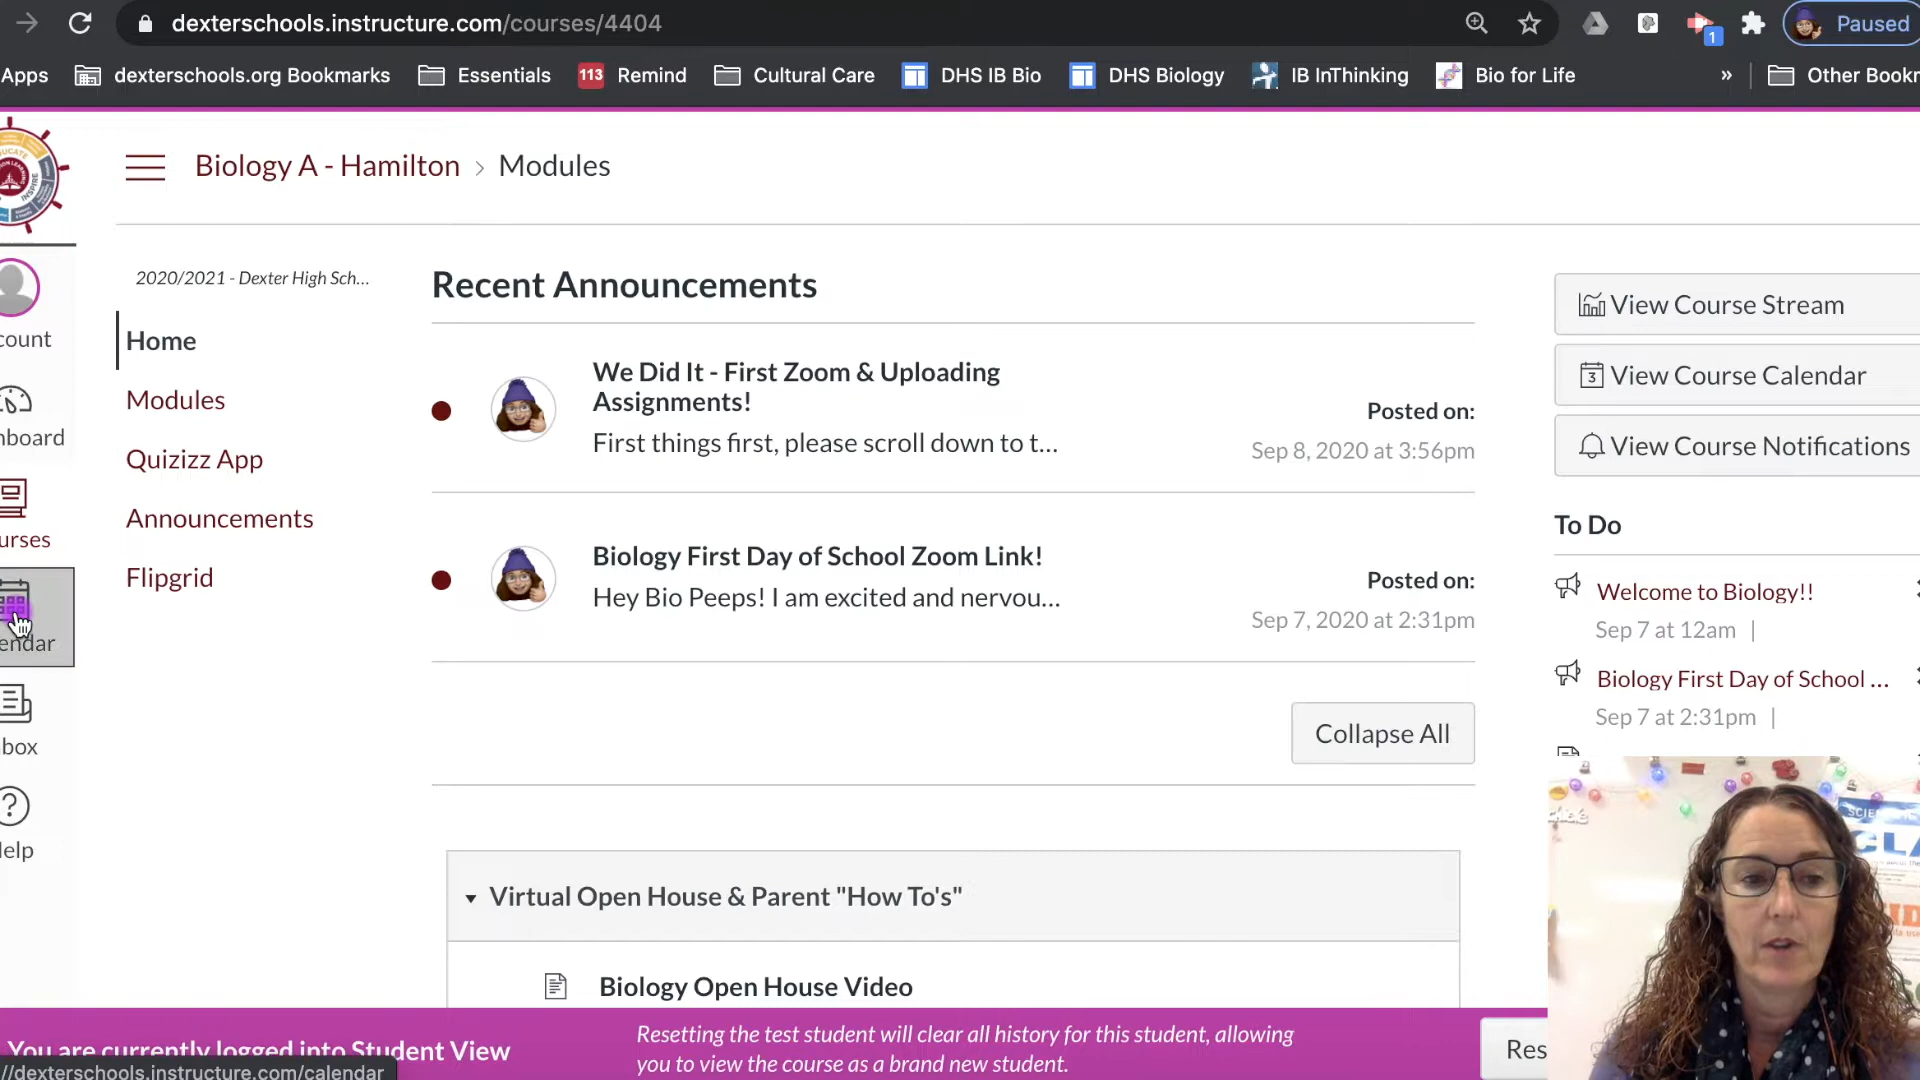 dexterschools.instructure.com/courses/4404
1
Paused
Apps
dexterschools.org Bookmarks
Essentials
113
Remind
Cultural Care
DHS IB Bio
DHS Biology
IB InThinking
Bio for Life
»
Other Bookr
UCATE
INSPIRE
Biology A - Hamilton > Modules
2020/2021 - Dexter High Sch...
Home
Modules
Quizizz App
Announcements
Flipgrid
count
hboard
urses
endar
box
elp
Recent Announcements
We Did It - First Zoom & Uploading
Assignments!
First things first, please scroll down to t...
Posted on:
Sep 8, 2020 at 3:56pm
Biology First Day of School Zoom Link!
Hey Bio Peeps! I am excited and nervou...
Posted on:
Sep 7, 2020 at 2:31pm
Collapse All
Virtual Open House & Parent "How To's"
Biology Open House Video
View Course Stream
3
View Course Calendar
View Course Notifications
To Do
Welcome to Biology!!
Sep 7 at 12am |
Biology First Day of School ...
Sep 7 at 2:31pm |
SCIEN
CLA
You are currently logged into Student View
Resetting the test student will clear all history for this student, allowing
you to view the course as a brand new student.
Res
//dexterschools.instructure.com/calendar